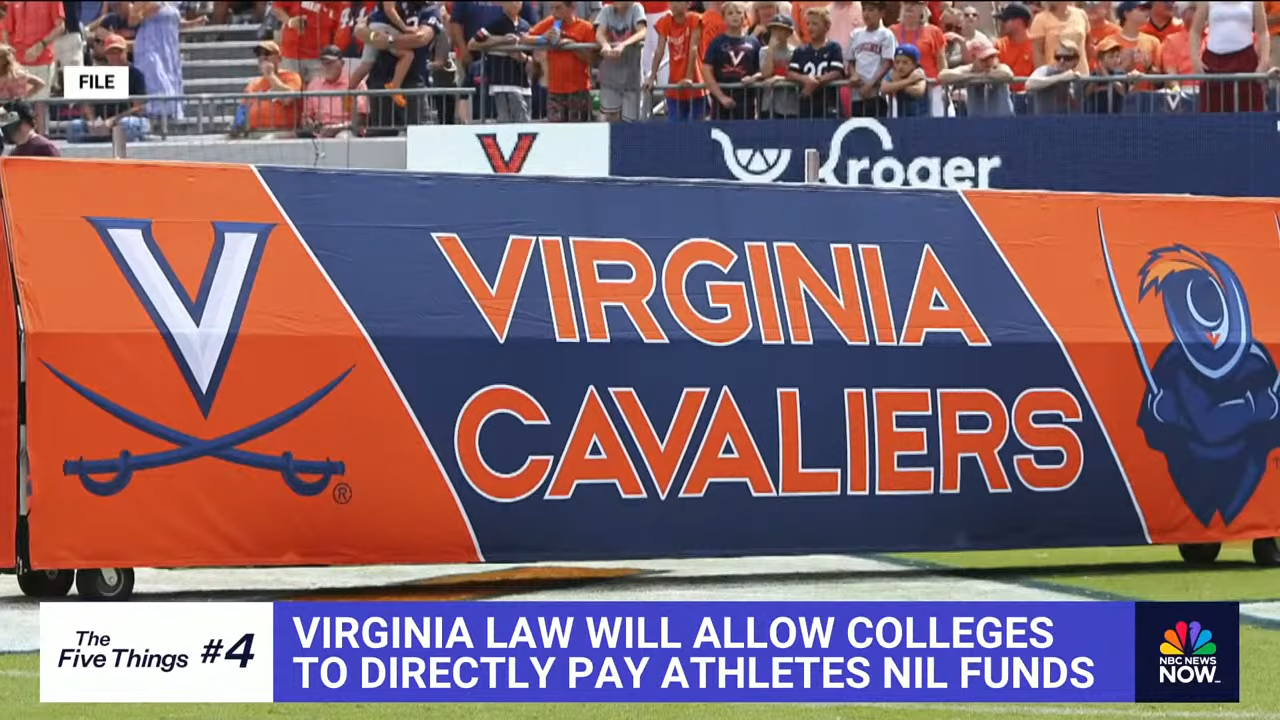 FILE
V
Kroger
V
VIRGINIA
CAVALIERS
®
The
Five Things #4
VIRGINIA LAW WILL ALLOW COLLEGES
TO DIRECTLY PAY ATHLETES NIL FUNDS
NBC NEWS
NOW